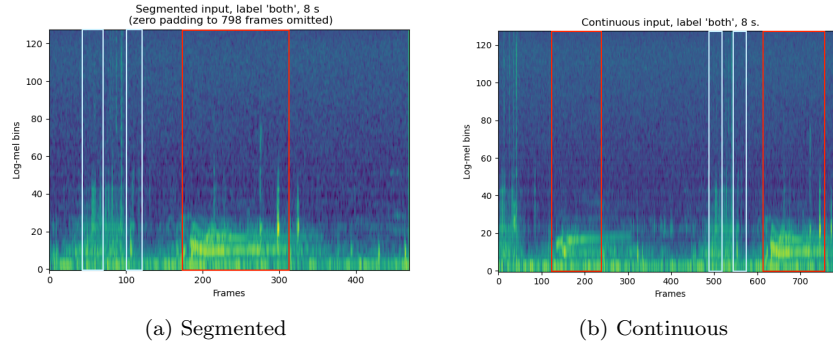 Segmented input, label 'both', 8 s
(zero padding to 798 frames omitted)
Log-mel bins
120
100
80
60
40
20
0
0
200
400
Frames
(a) Segmented
Continuous input, label 'both', 8 s.
Log-mel bins
120
100
80
60
40
20
0
0
100
200
300
400
500
600
700
Frames
(b) Continuous